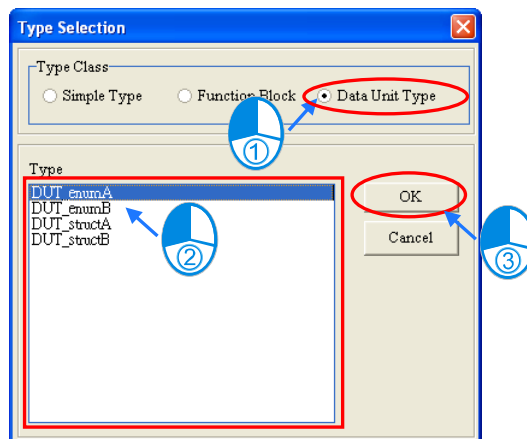 Type Selection
Type Class
Simple Type Function Block Data Unit Type
①
Type
DUT_enumA
DUT_enumB
DUT_structA
DUT_structB
OK
Cancel
②
③